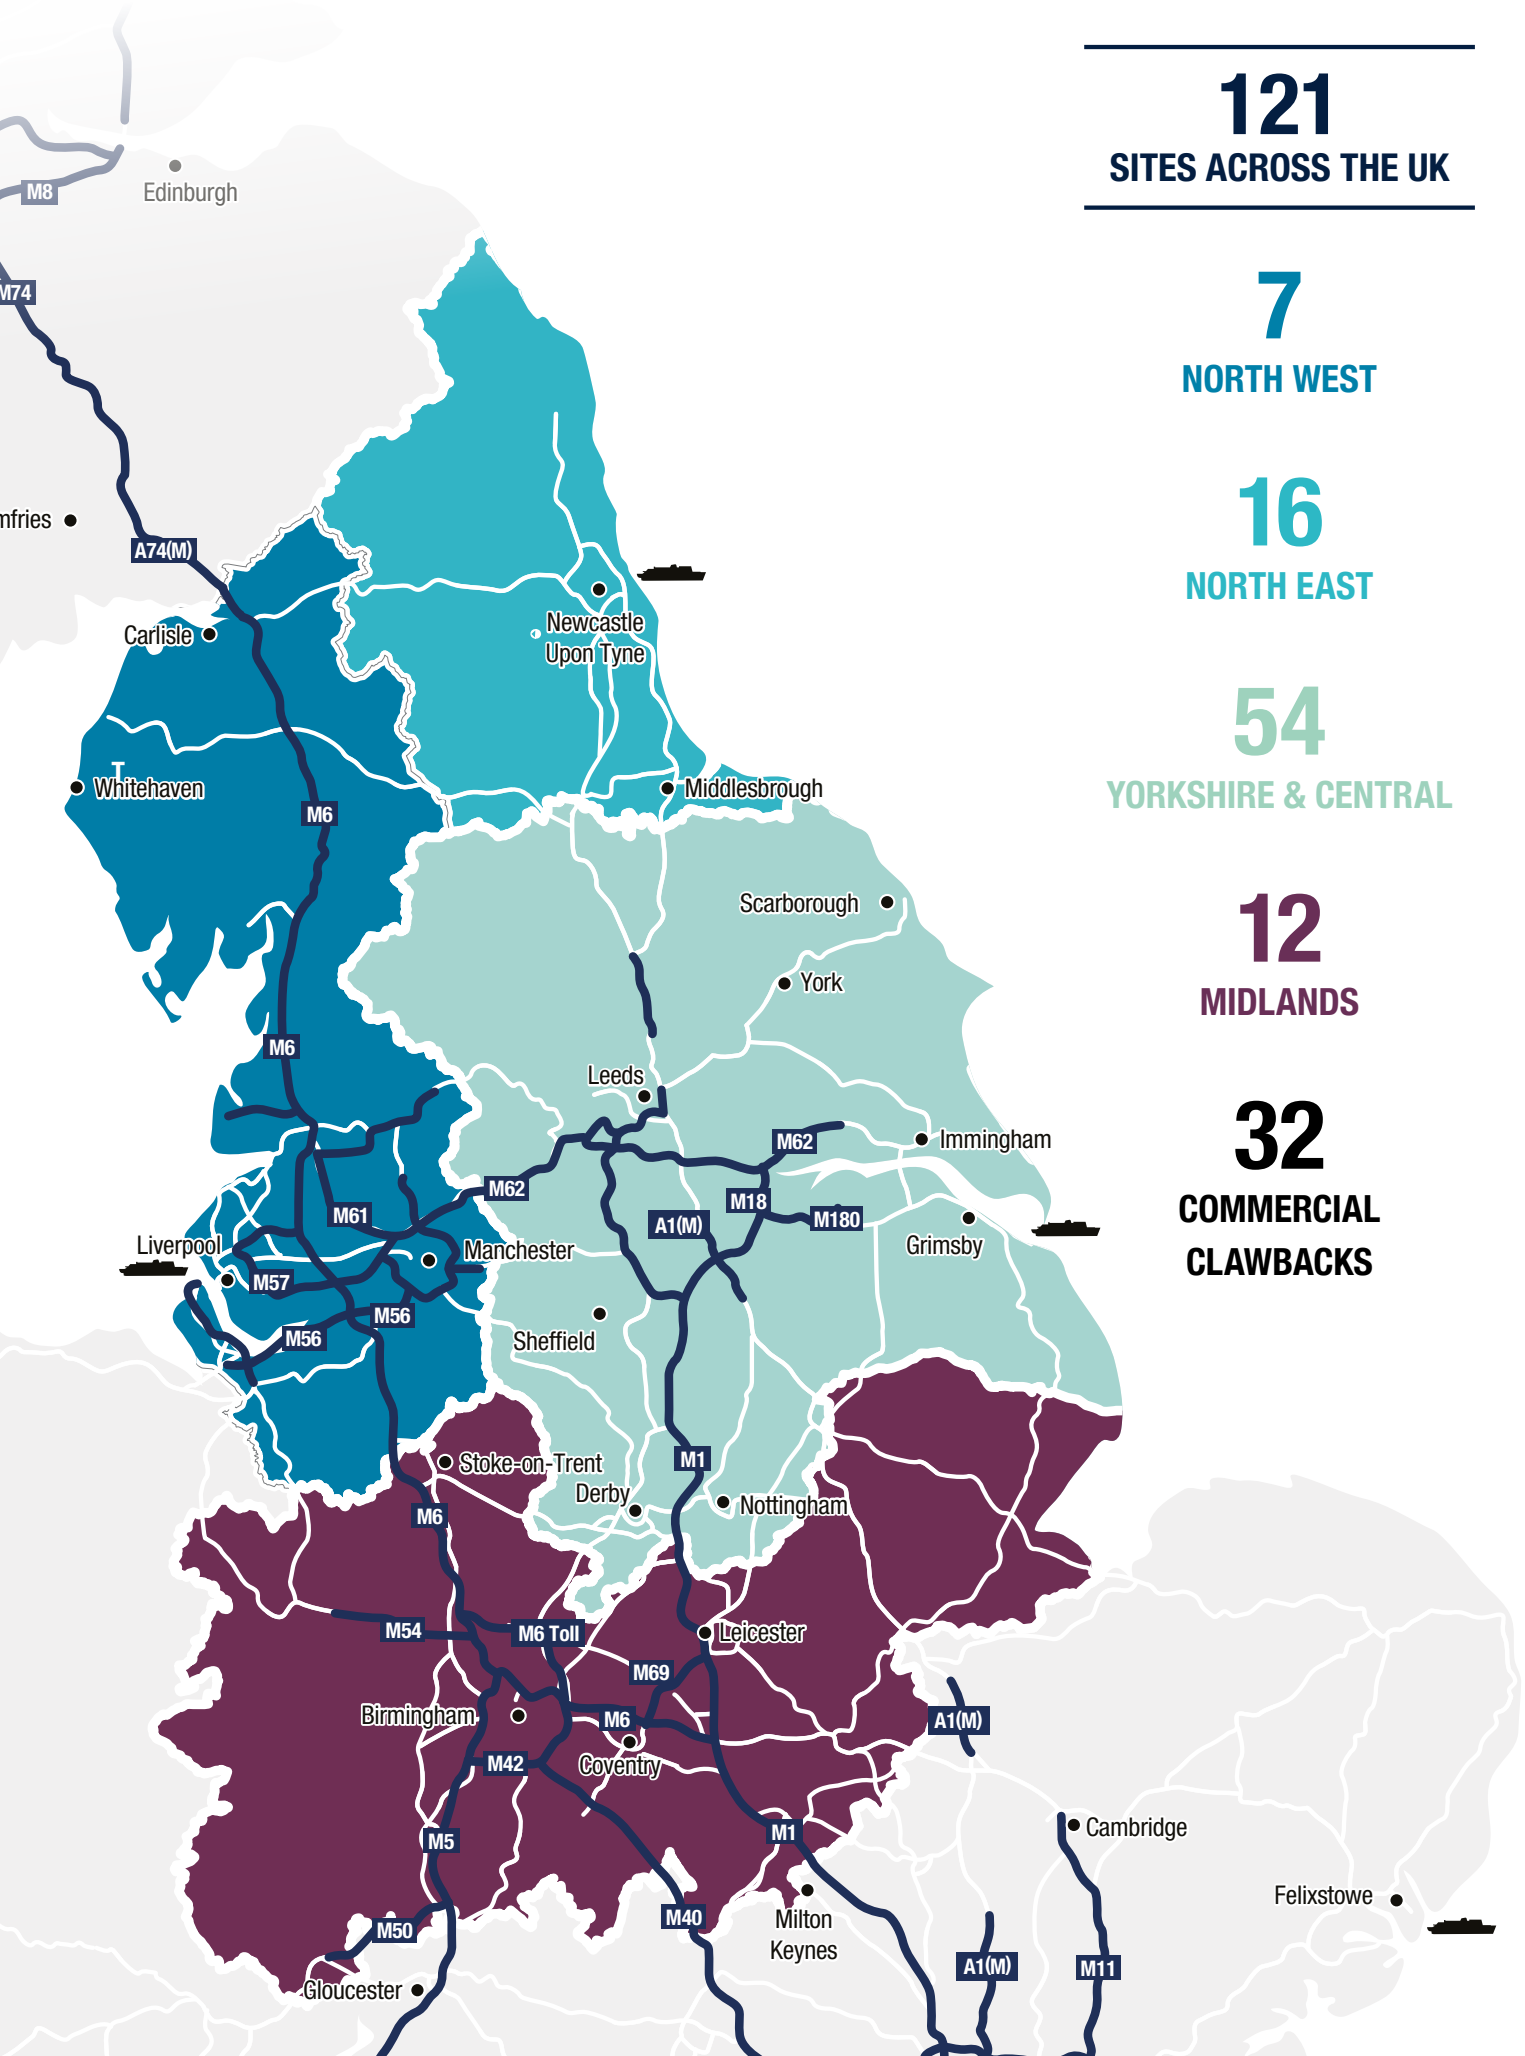 121
SITES ACROSS THE UK
7
NORTH WEST
16
NORTH EAST
54
YORKSHIRE & CENTRAL
12
MIDLANDS
32
COMMERCIAL
CLAWBACKS
M8
Edinburgh
M74
mfries
A74(M)
Carlisle
Newcastle
Upon Tyne
T
Whitehaven
Middlesbrough
M6
Scarborough
York
M6
Leeds
M62
Immingham
M62
M18
M61
A1(M)
M180
Liverpool
Manchester
Grimsby
M57
M56
M56
Sheffield
M1
Stoke-on-Trent
Derby
Nottingham
M6
M54
M6 Toll
Leicester
M69
Birmingham
M6
A1(M)
M42
Coventry
M5
M1
Cambridge
Felixstowe
M50
M40
Milton
Keynes
A1(M)
M11
Gloucester